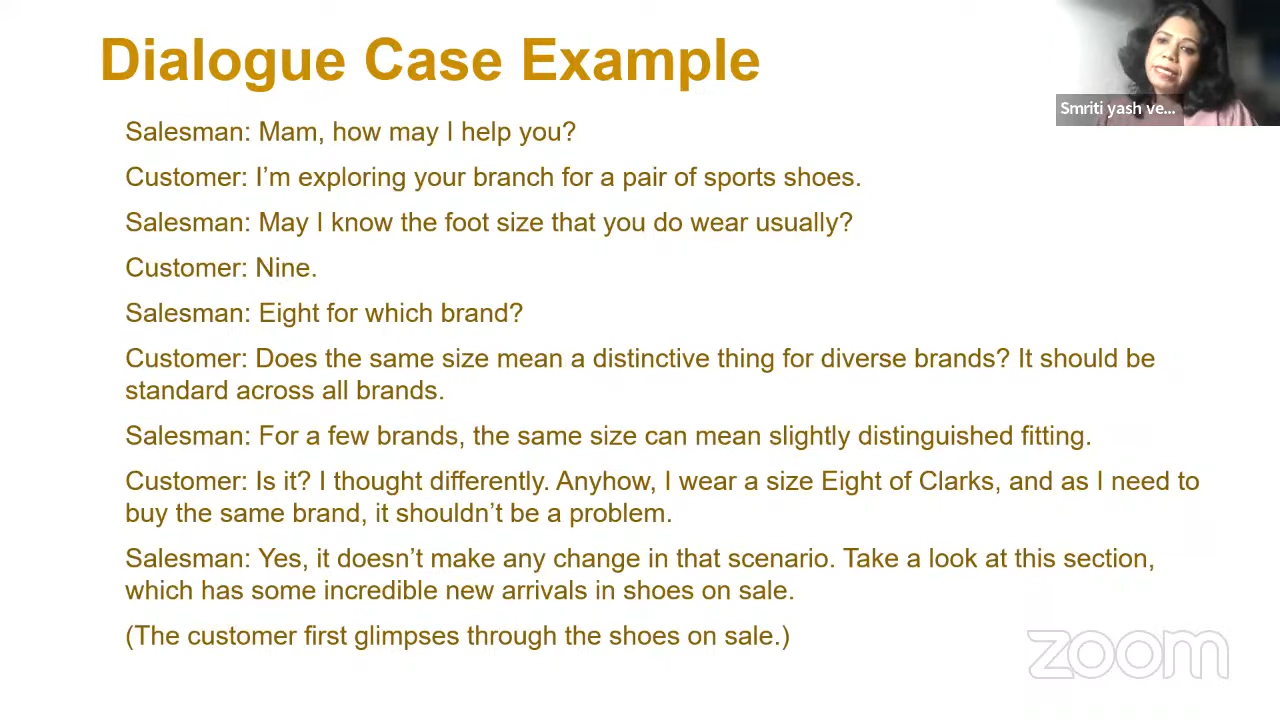 Dialogue Case Example
Smriti yash ve...
Salesman: Mam, how may I help you?
Customer: I’m exploring your branch for a pair of sports shoes.
Salesman: May I know the foot size that you do wear usually?
Customer: Nine.
Salesman: Eight for which brand?
Customer: Does the same size mean a distinctive thing for diverse brands? It should be
standard across all brands.
Salesman: For a few brands, the same size can mean slightly distinguished fitting.
Customer: Is it? I thought differently. Anyhow, I wear a size Eight of Clarks, and as I need to
buy the same brand, it shouldn’t be a problem.
Salesman: Yes, it doesn’t make any change in that scenario. Take a look at this section,
which has some incredible new arrivals in shoes on sale.
(The customer first glimpses through the shoes on sale.)
zoom